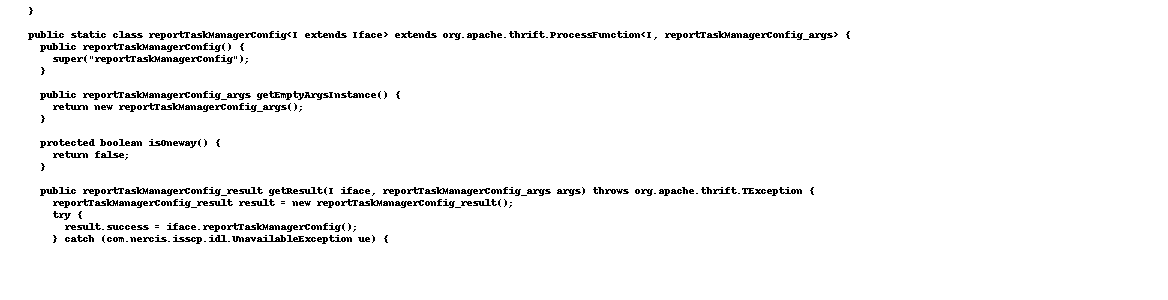 }
public static class reportTaskManagerConfig<I extends Iface> extends org.apache.thrift.ProcessFunction<I, reportTaskManagerConfig_args> {
public reportTaskManagerConfig() {
super("reportTaskManagerConfig");
}
public reportTaskManagerConfig_args getEmptyArgsInstance() {
return new reportTaskManagerConfig_args();
}
protected boolean isOneway() {
return false;
}
public reportTaskManagerConfig_result getResult(I iface, reportTaskManagerConfig_args args) throws org.apache.thrift.TException {
reportTaskManagerConfig_result result = new reportTaskManagerConfig_result();
try {
result.success = iface.reportTaskManagerConfig();
} catch (com.nercis.isscp.idl.UnavailableException ue) {